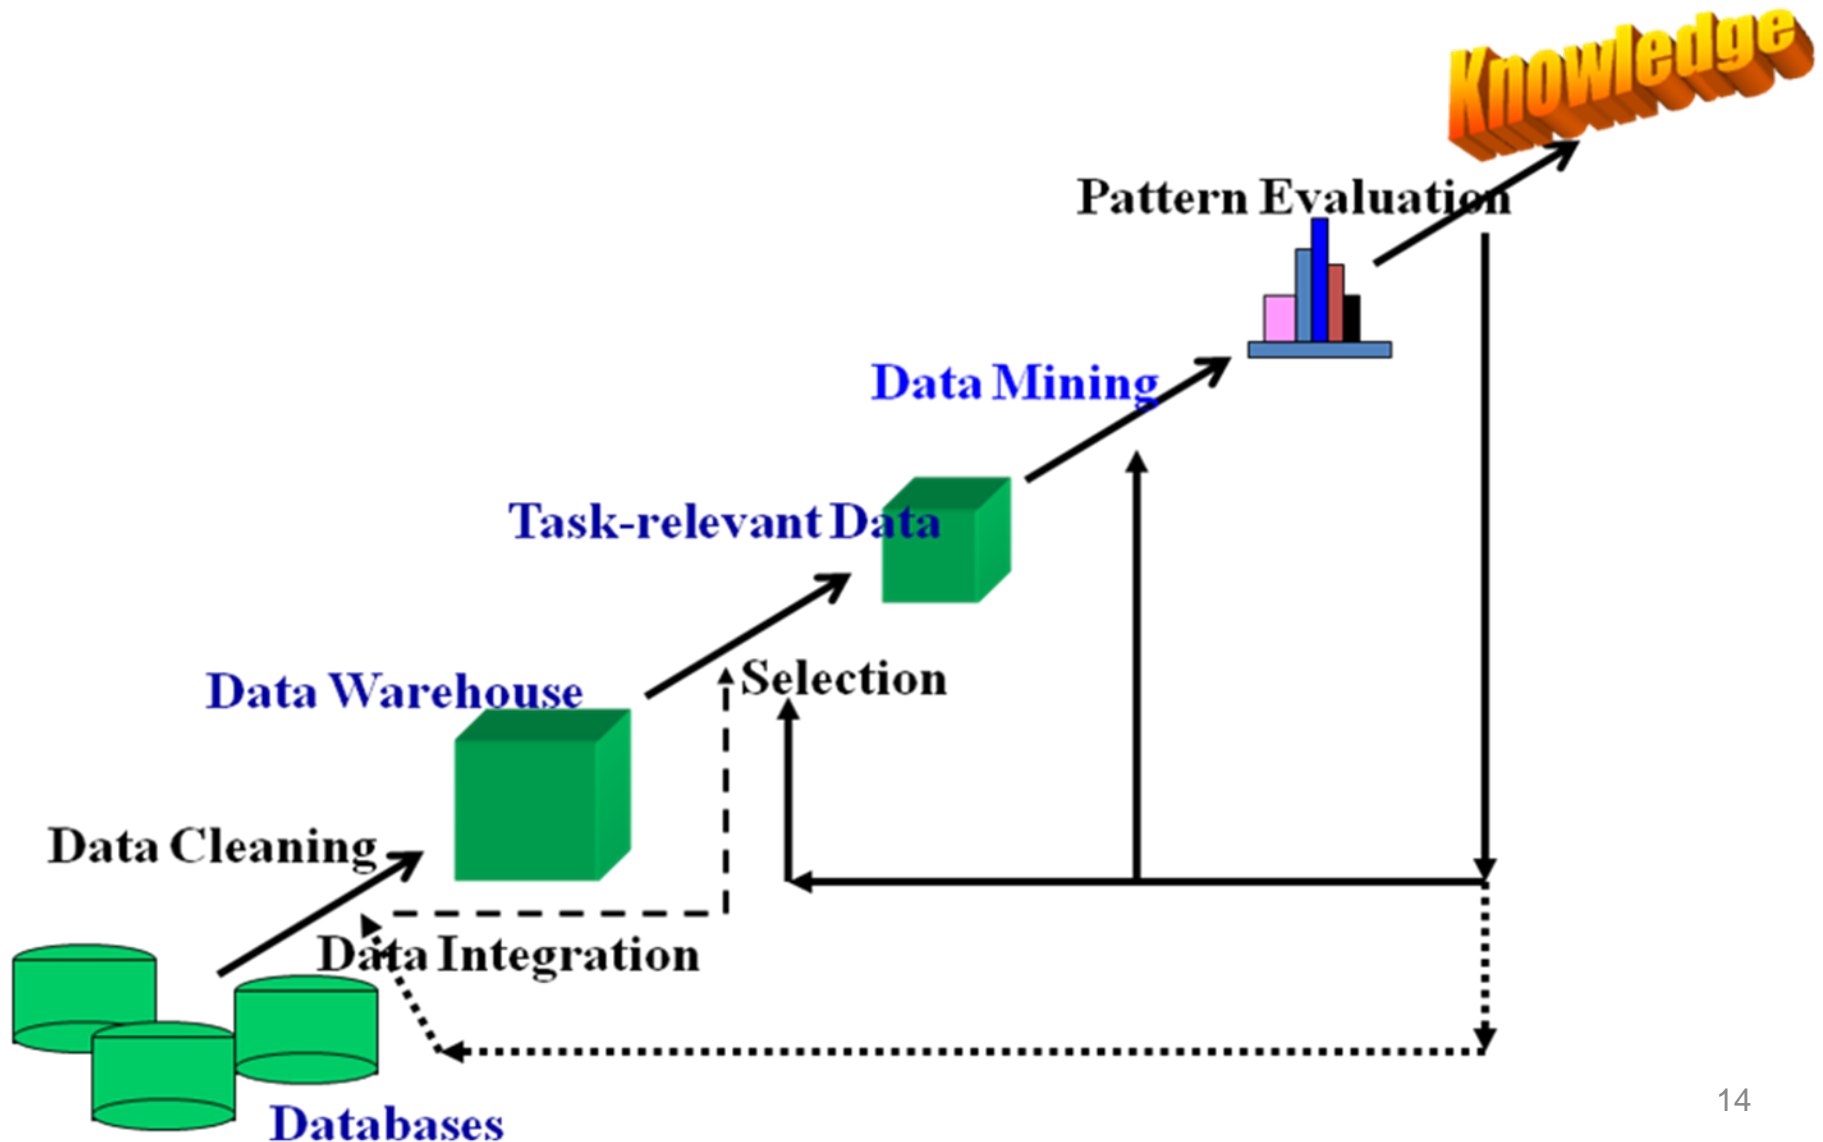 Knowledge
Pattern Evaluation
Data Mining
Task-relevant Data
Selection
Data Warehouse
Data Cleaning
Data Integration
Databases
14